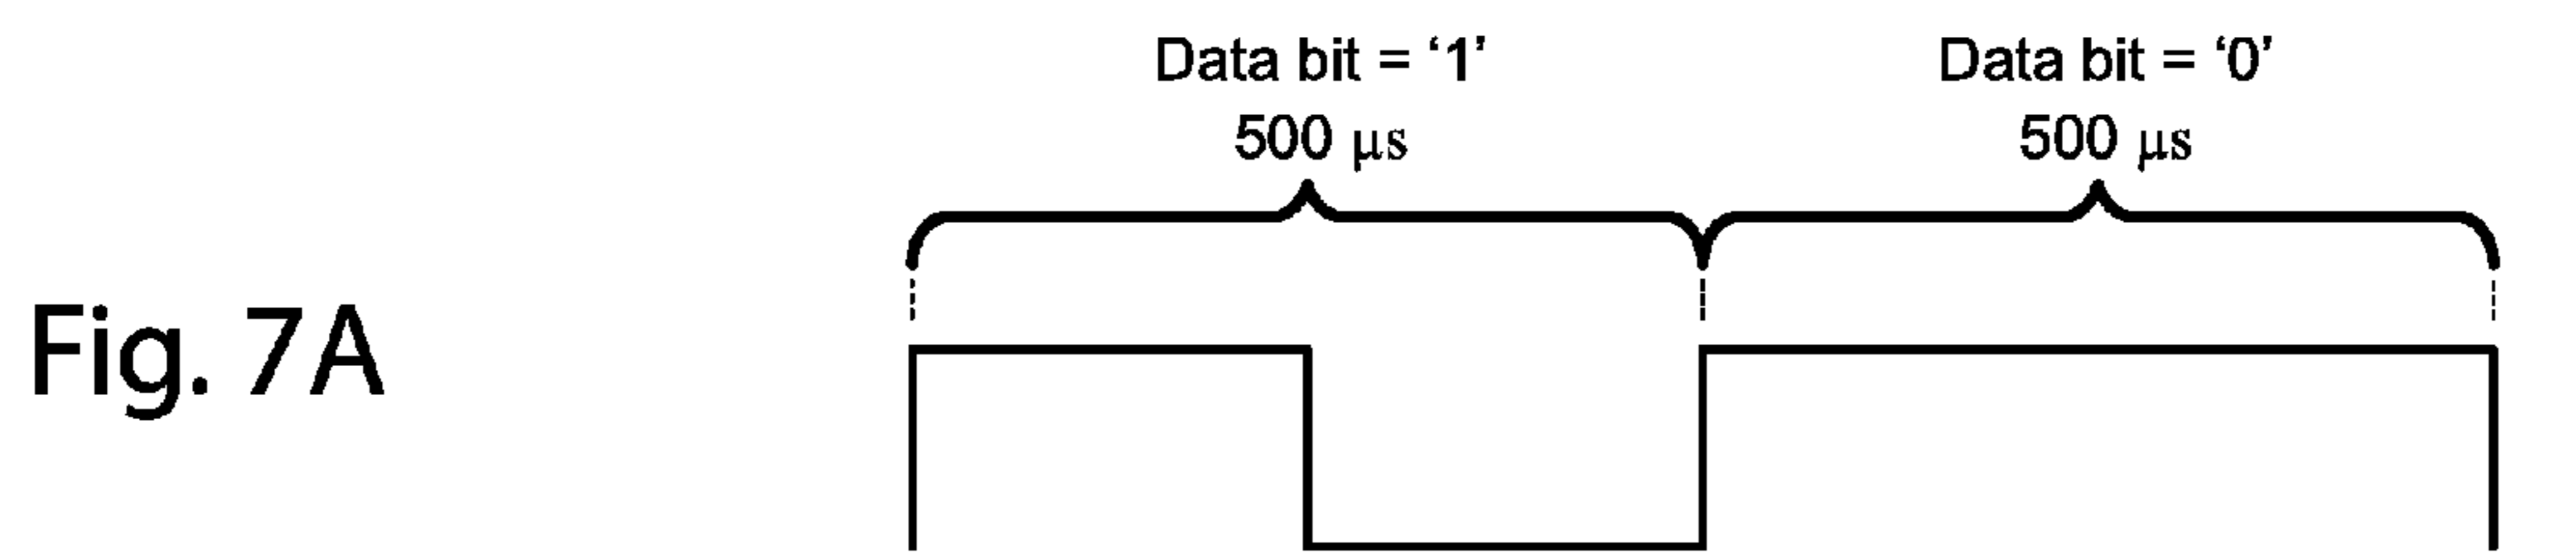 Data bit = ‘1’
500 μs
Data bit = ‘0’
500 μs
Fig. 7A